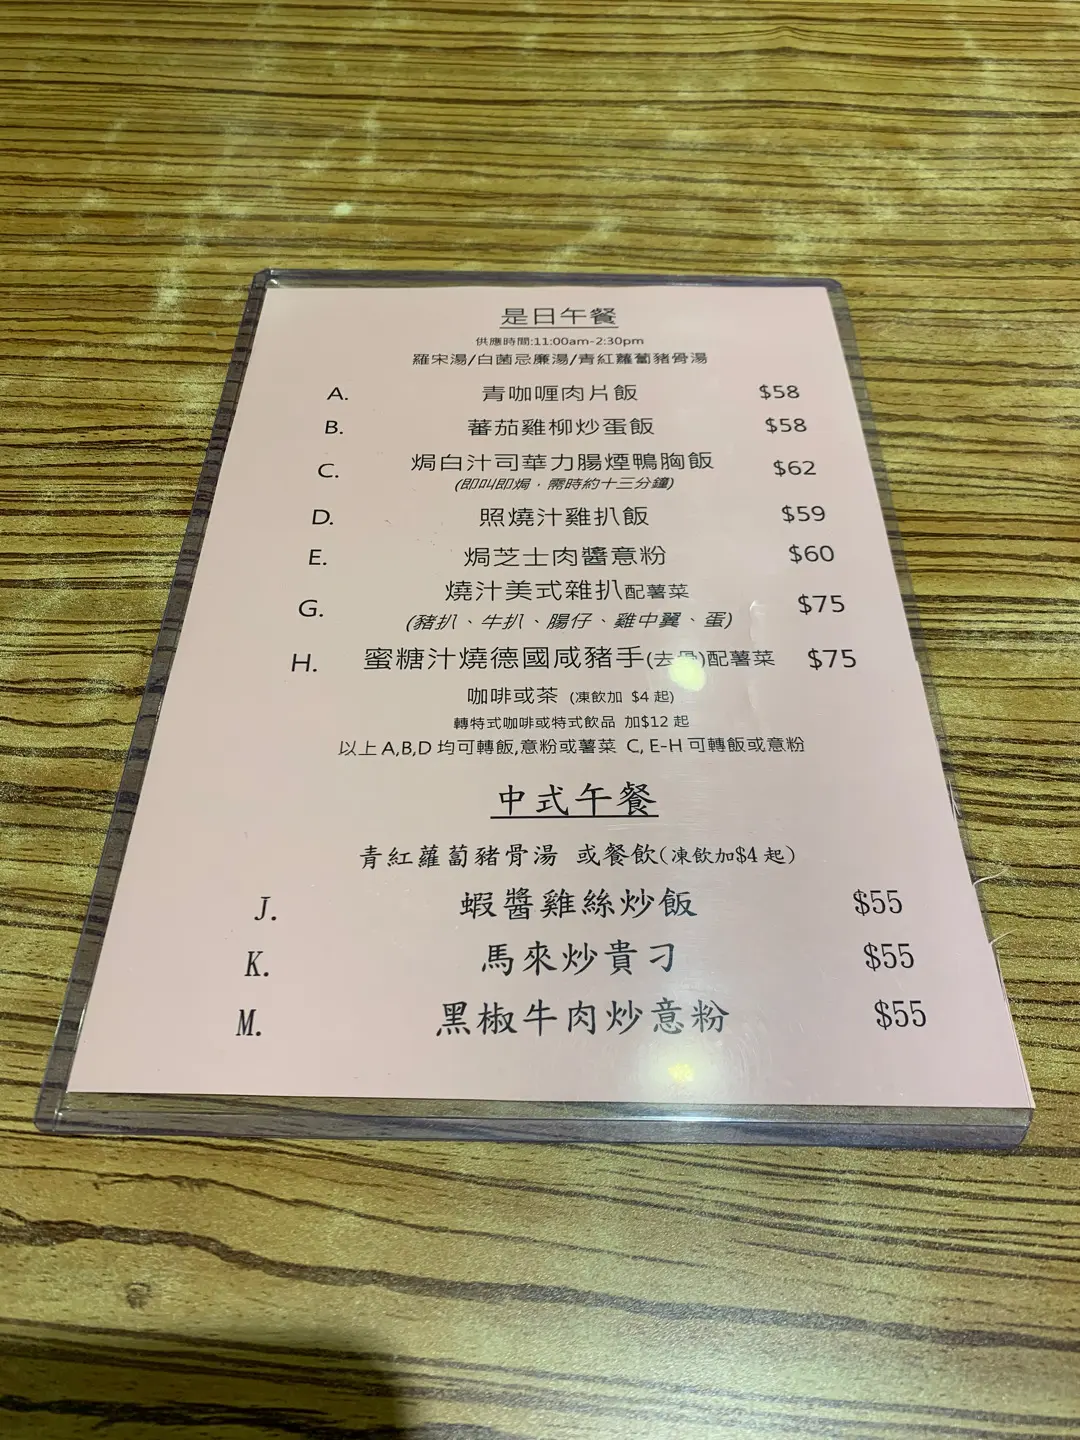 是日午餐
供應時間:11:00am-2:30pm
羅宋湯/白菌忌廉湯/青紅蘿蔔豬骨湯
A. 青咖喱肉片飯 $58
B. 蕃茄雞柳炒蛋飯 $58
C. 焗白汁司華力腸煙鴨胸飯 $62
(即叫即焗，需時約十三分鐘)
D. 照燒汁雞扒飯 $59
E. 焗芝士肉醬意粉 $60
G. 燒汁美式雜扒配薯菜 $75
(豬扒、牛扒、腸仔、雞中翼、蛋)
H. 蜜糖汁燒德國咸豬手(去骨)配薯菜 $75
咖啡或茶 (凍飲加 $4 起)
轉特式咖啡或特式飲品 加$12 起
以上 A,B,D 均可轉飯,意粉或薯菜 C, E-H 可轉飯或意粉
中式午餐
青紅蘿蔔豬骨湯 或餐飲(凍飲加$4 起)
J. 蝦醬雞絲炒飯 $55
K. 馬來炒貴刁 $55
M. 黑椒牛肉炒意粉 $55